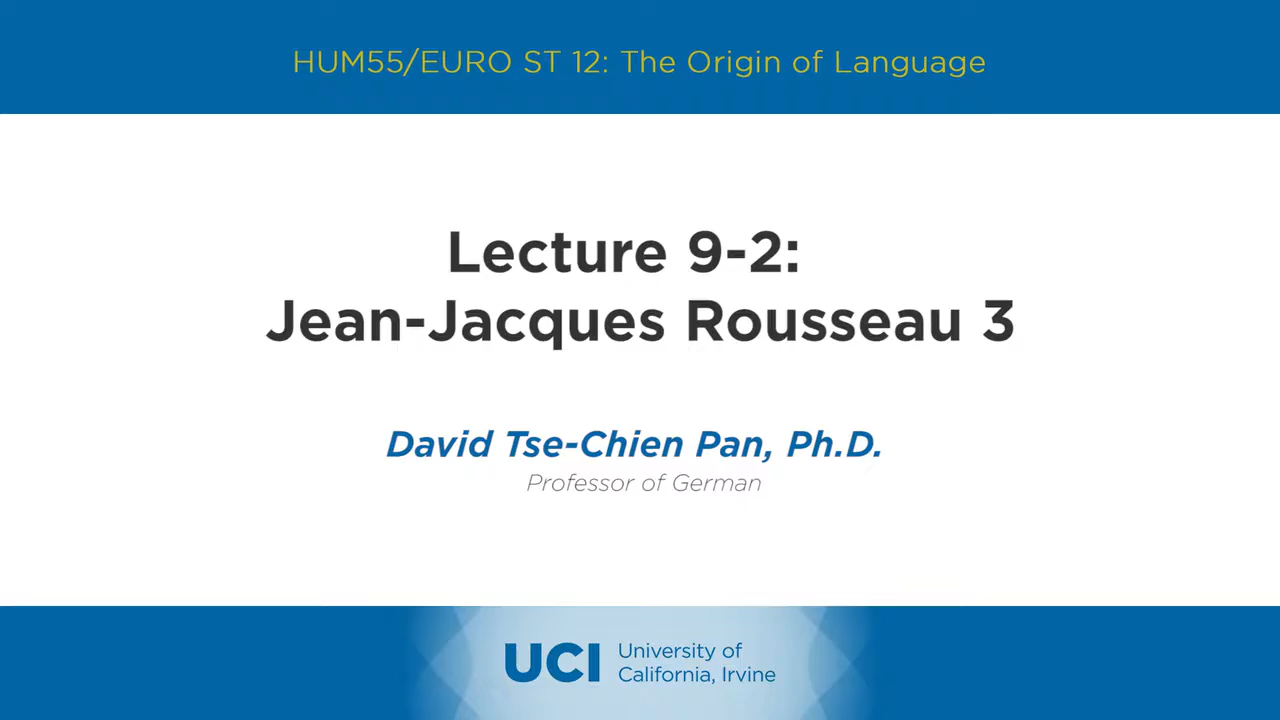 HUM55/EURO ST 12: The Origin of Language
Lecture 9-2:
Jean-Jacques Rousseau 3
David Tse-Chien Pan, Ph.D.
Professor of German
UCI
University of
California, Irvine